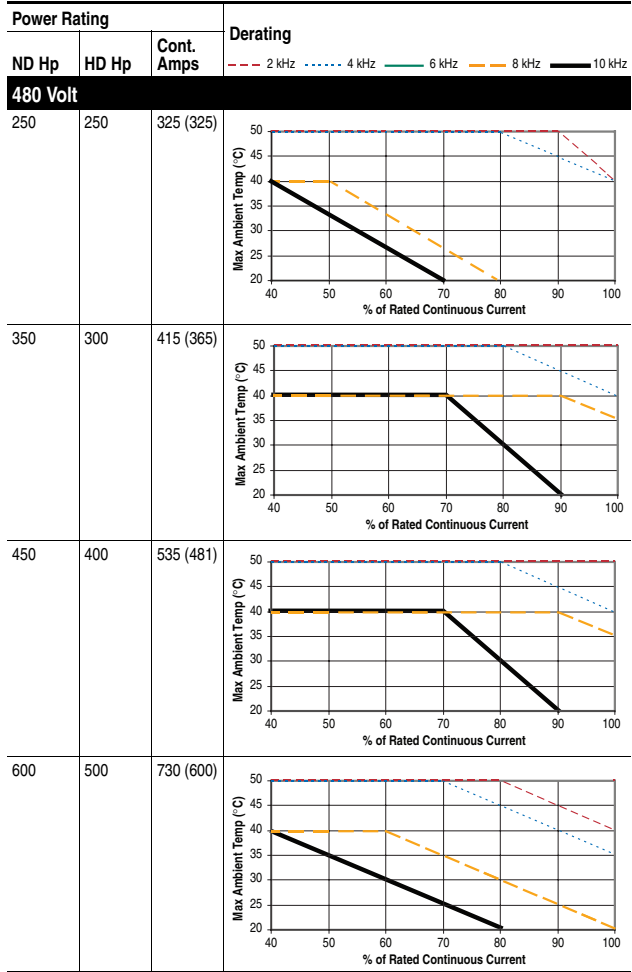 Power Rating
Derating
ND Hp HD Hp Cont. Amps
2 kHz 4 kHz 6 kHz 8 kHz 10 kHz
480 Volt
250 250 325 (325)
Max Ambient Temp (°C)
50
45
40
35
30
25
20
40 50 60 70 80 90 100
% of Rated Continuous Current
350 300 415 (365)
Max Ambient Temp (°C)
50
45
40
35
30
25
20
40 50 60 70 80 90 100
% of Rated Continuous Current
450 400 535 (481)
Max Ambient Temp (°C)
50
45
40
35
30
25
20
40 50 60 70 80 90 100
% of Rated Continuous Current
600 500 730 (600)
Max Ambient Temp (°C)
50
45
40
35
30
25
20
40 50 60 70 80 90 100
% of Rated Continuous Current